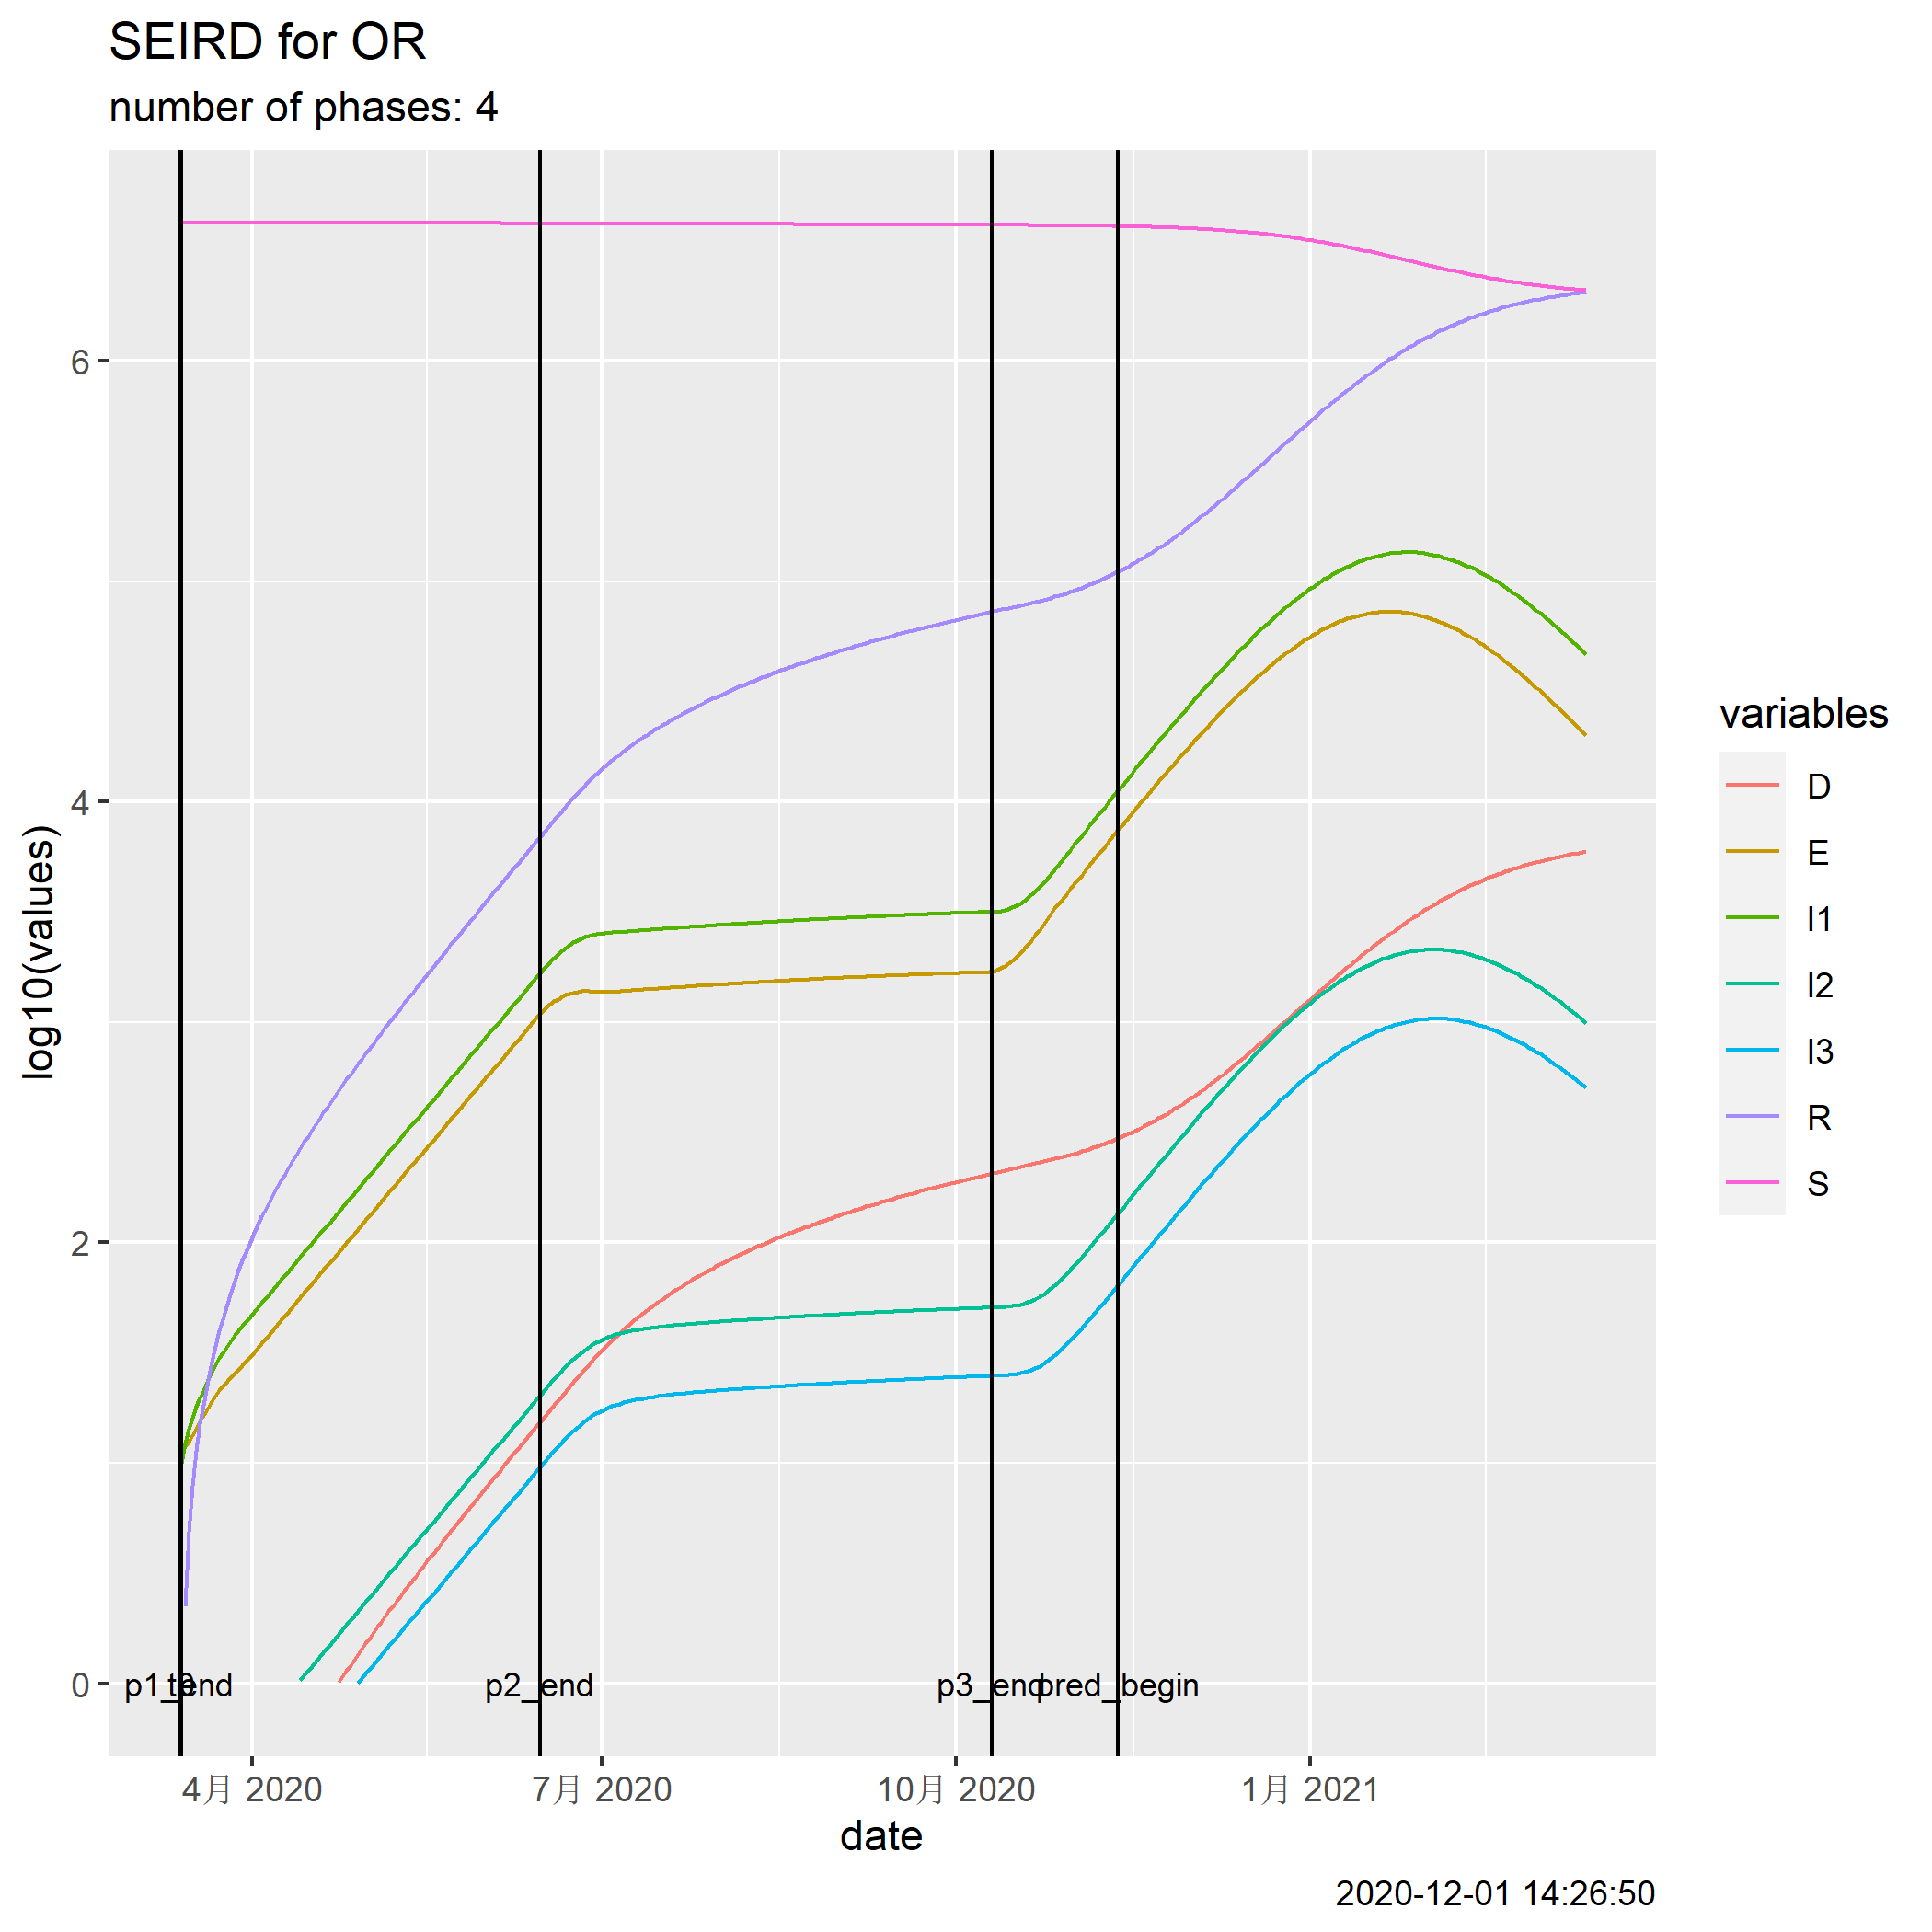 SEIRD for OR
number of phases: 4
log10(values)
6
4
2
0
p1_end
t0
p2_end
p3_end
pred_begin
4月 2020
7月 2020
10月 2020
1月 2021
date
variables
D
E
I1
I2
I3
R
S
2020-12-01 14:26:50